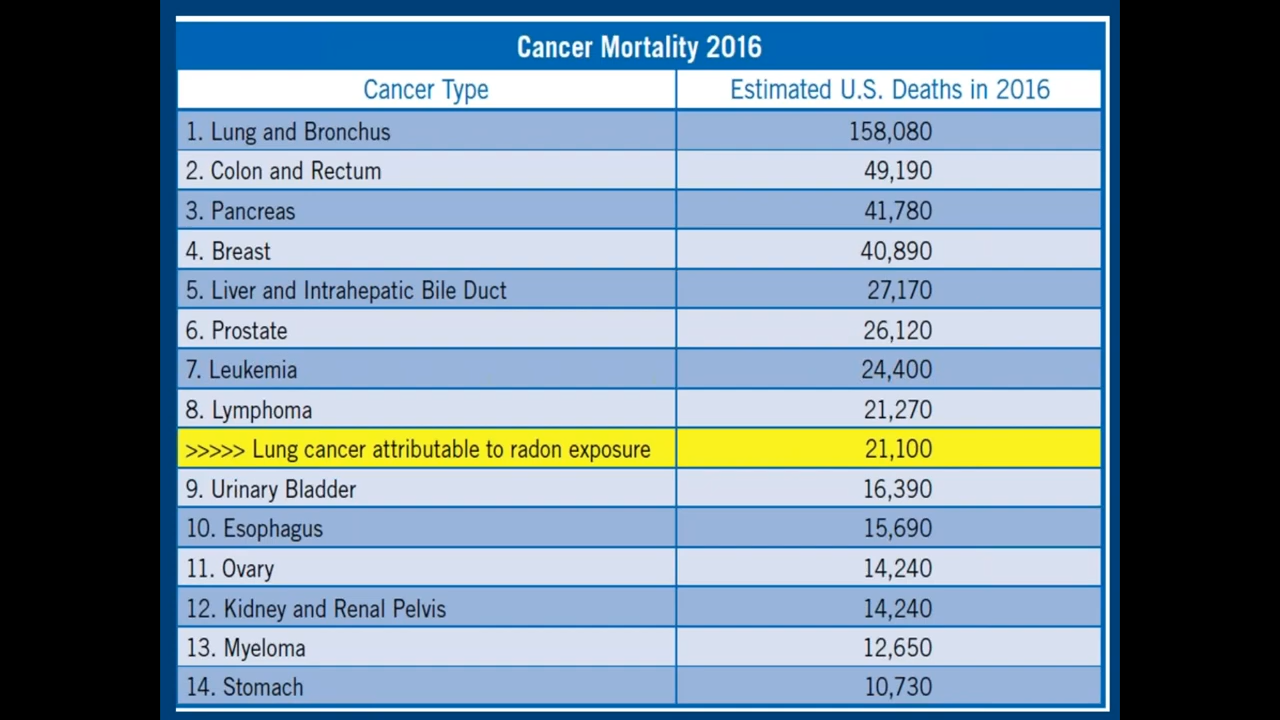 Cancer Mortality 2016
Cancer Type Estimated U.S. Deaths in 2016
1. Lung and Bronchus 158,080
2. Colon and Rectum 49,190
3. Pancreas 41,780
4. Breast 40,890
5. Liver and Intrahepatic Bile Duct 27,170
6. Prostate 26,120
7. Leukemia 24,400
8. Lymphoma 21,270
>>>>> Lung cancer attributable to radon exposure 21,100
9. Urinary Bladder 16,390
10. Esophagus 15,690
11. Ovary 14,240
12. Kidney and Renal Pelvis 14,240
13. Myeloma 12,650
14. Stomach 10,730